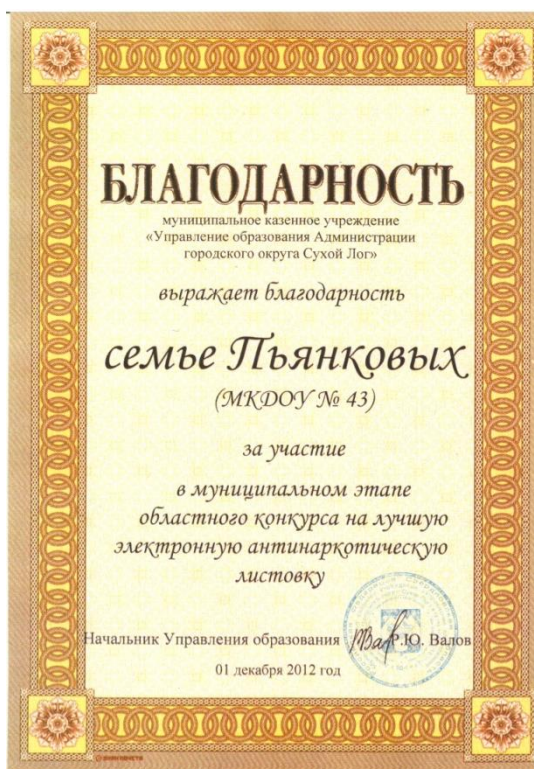 БЛАГОДАРНОСТЬ
муниципальное казенное учреждение
«Управление образования Администрации
городского округа Сухой Лог»
выражает благодарность
семье Пьянковых
(МКДОУ № 43)
за участие
в муниципальном этапе
областного конкурса на лучшую
электронную антинаркотическую
листовку
Начальник Управления образования Р.Ю. Валов
01 декабря 2012 год